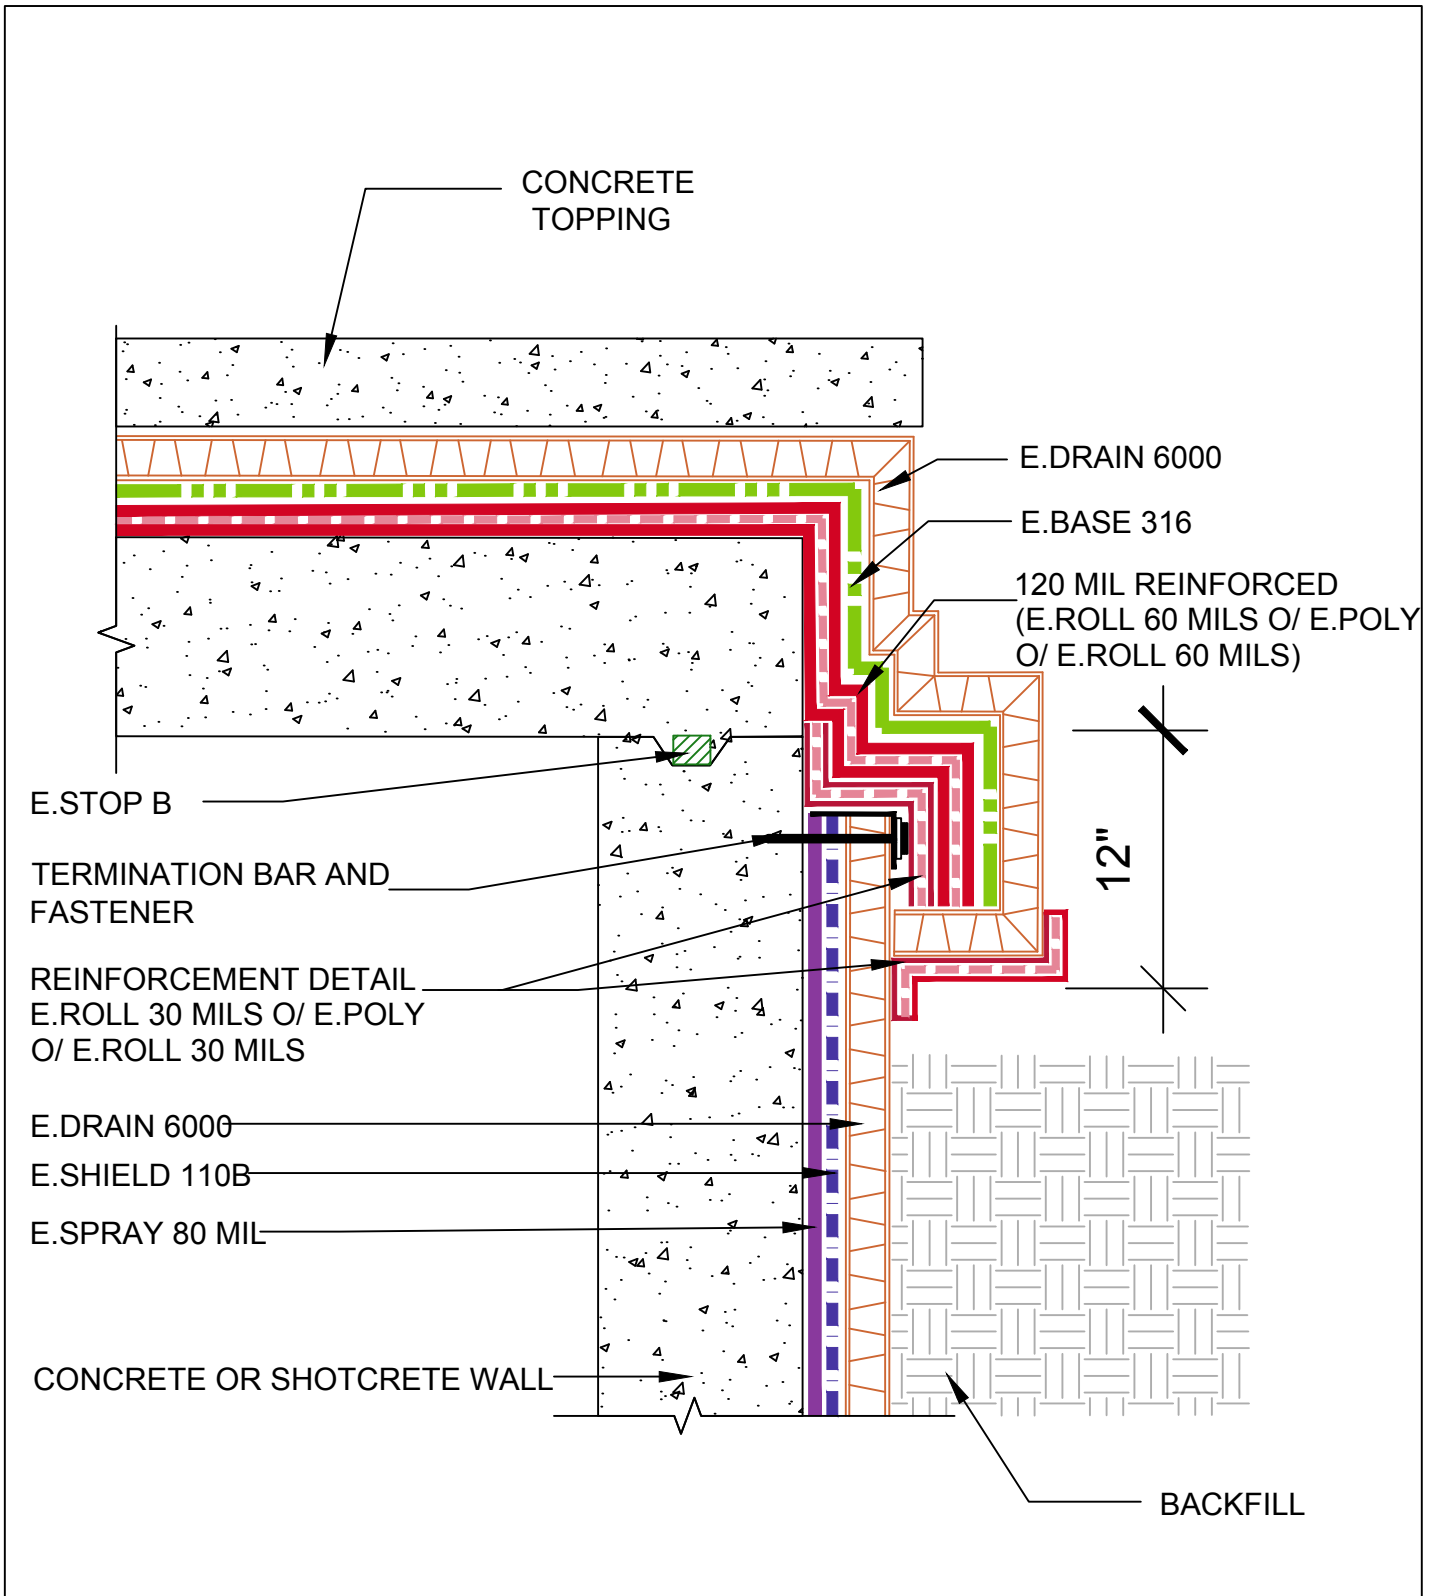 CONCRETE
TOPPING
E.DRAIN 6000
E.BASE 316
120 MIL REINFORCED
(E.ROLL 60 MILS O/ E.POLY
O/ E.ROLL 60 MILS)
12"
E.STOP B
TERMINATION BAR AND
FASTENER
REINFORCEMENT DETAIL
E.ROLL 30 MILS O/ E.POLY
O/ E.ROLL 30 MILS
E.DRAIN 6000
E.SHIELD 110B
E.SPRAY 80 MIL
CONCRETE OR SHOTCRETE WALL
BACKFILL